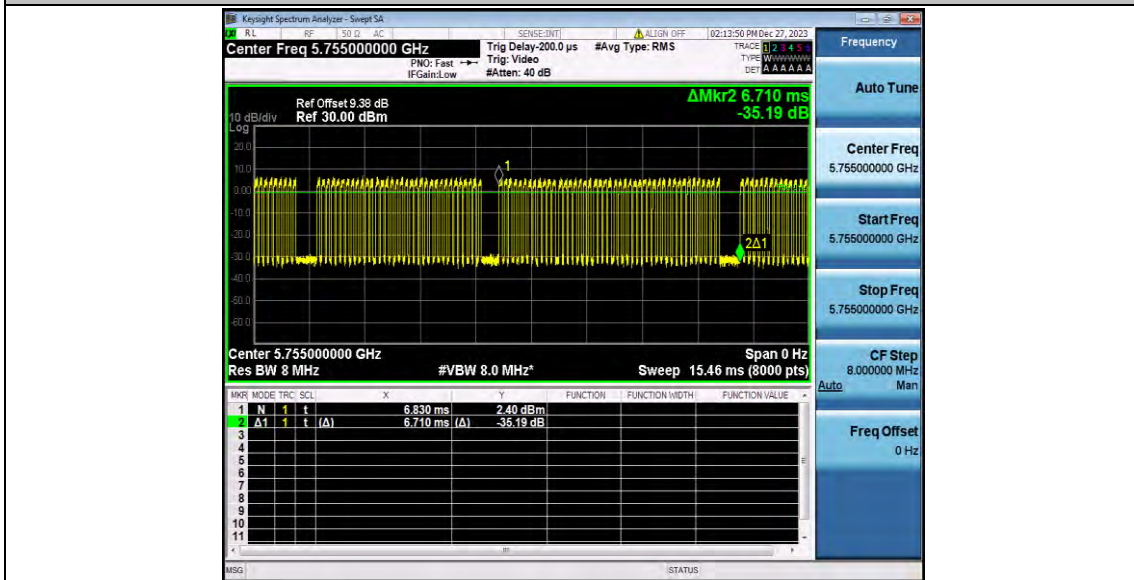 Keysight Spectrum Analyzer - Swept SA
RL RF 50 Ω AC SENSE:INT ALIGN OFF 02:13:50 PM Dec 27, 2023
Center Freq 5.755000000 GHz
PNO: Fast
IFGain:Low
Trig Delay-200.0 µs
Trig: Video
#Atten: 40 dB
#Avg Type: RMS
TRACE 1 2 3 4 5 6
TYPE WWWWWW
DET A A A A A A
Frequency
Auto Tune
Center Freq
5.755000000 GHz
Start Freq
5.755000000 GHz
Stop Freq
5.755000000 GHz
CF Step
8.000000 MHz
Auto Man
Freq Offset
0 Hz
ΔMkr2 6.710 ms
-35.19 dB
Ref Offset 9.38 dB
10 dB/div Ref 30.00 dBm
Log
20.0
10.0
0.00
-10.0
-20.0
-30.0
-40.0
-50.0
-60.0
1
2Δ1
Center 5.755000000 GHz Span 0 Hz
Res BW 8 MHz #VBW 8.0 MHz* Sweep 15.46 ms (8000 pts)
MKR MODE TRC SCL X Y FUNCTION FUNCTION WIDTH FUNCTION VALUE
1 N 1 t 6.830 ms 2.40 dBm
2 Δ1 1 t (Δ) 6.710 ms (Δ) -35.19 dB
3
4
5
6
7
8
9
10
11
MSG STATUS